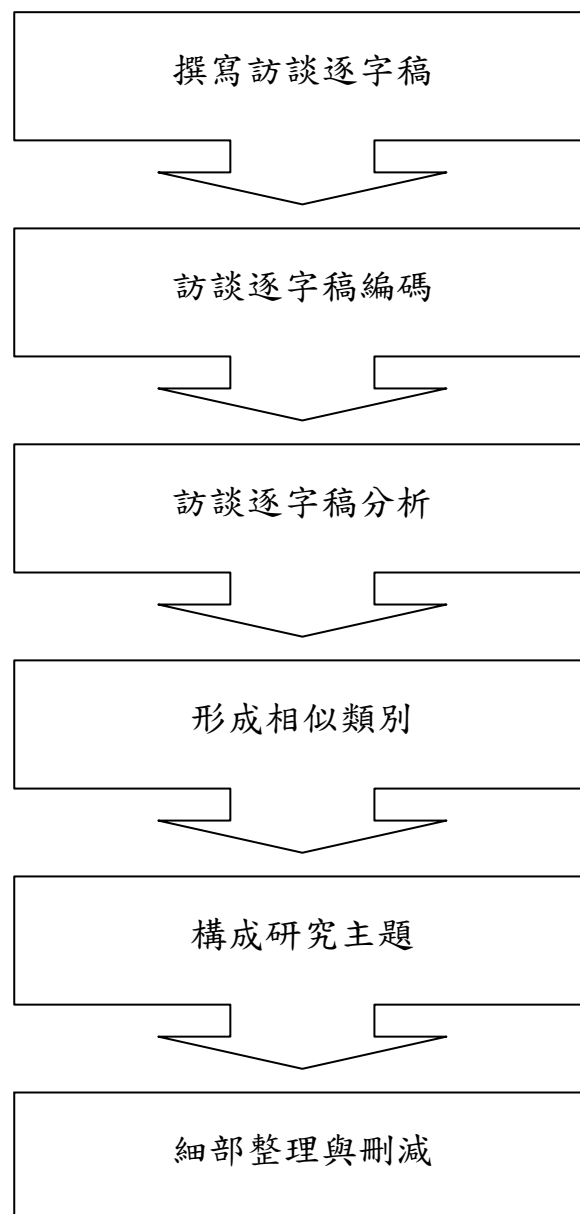 撰寫訪談逐字稿
訪談逐字稿編碼
訪談逐字稿分析
形成相似類別
構成研究主題
細部整理與刪減